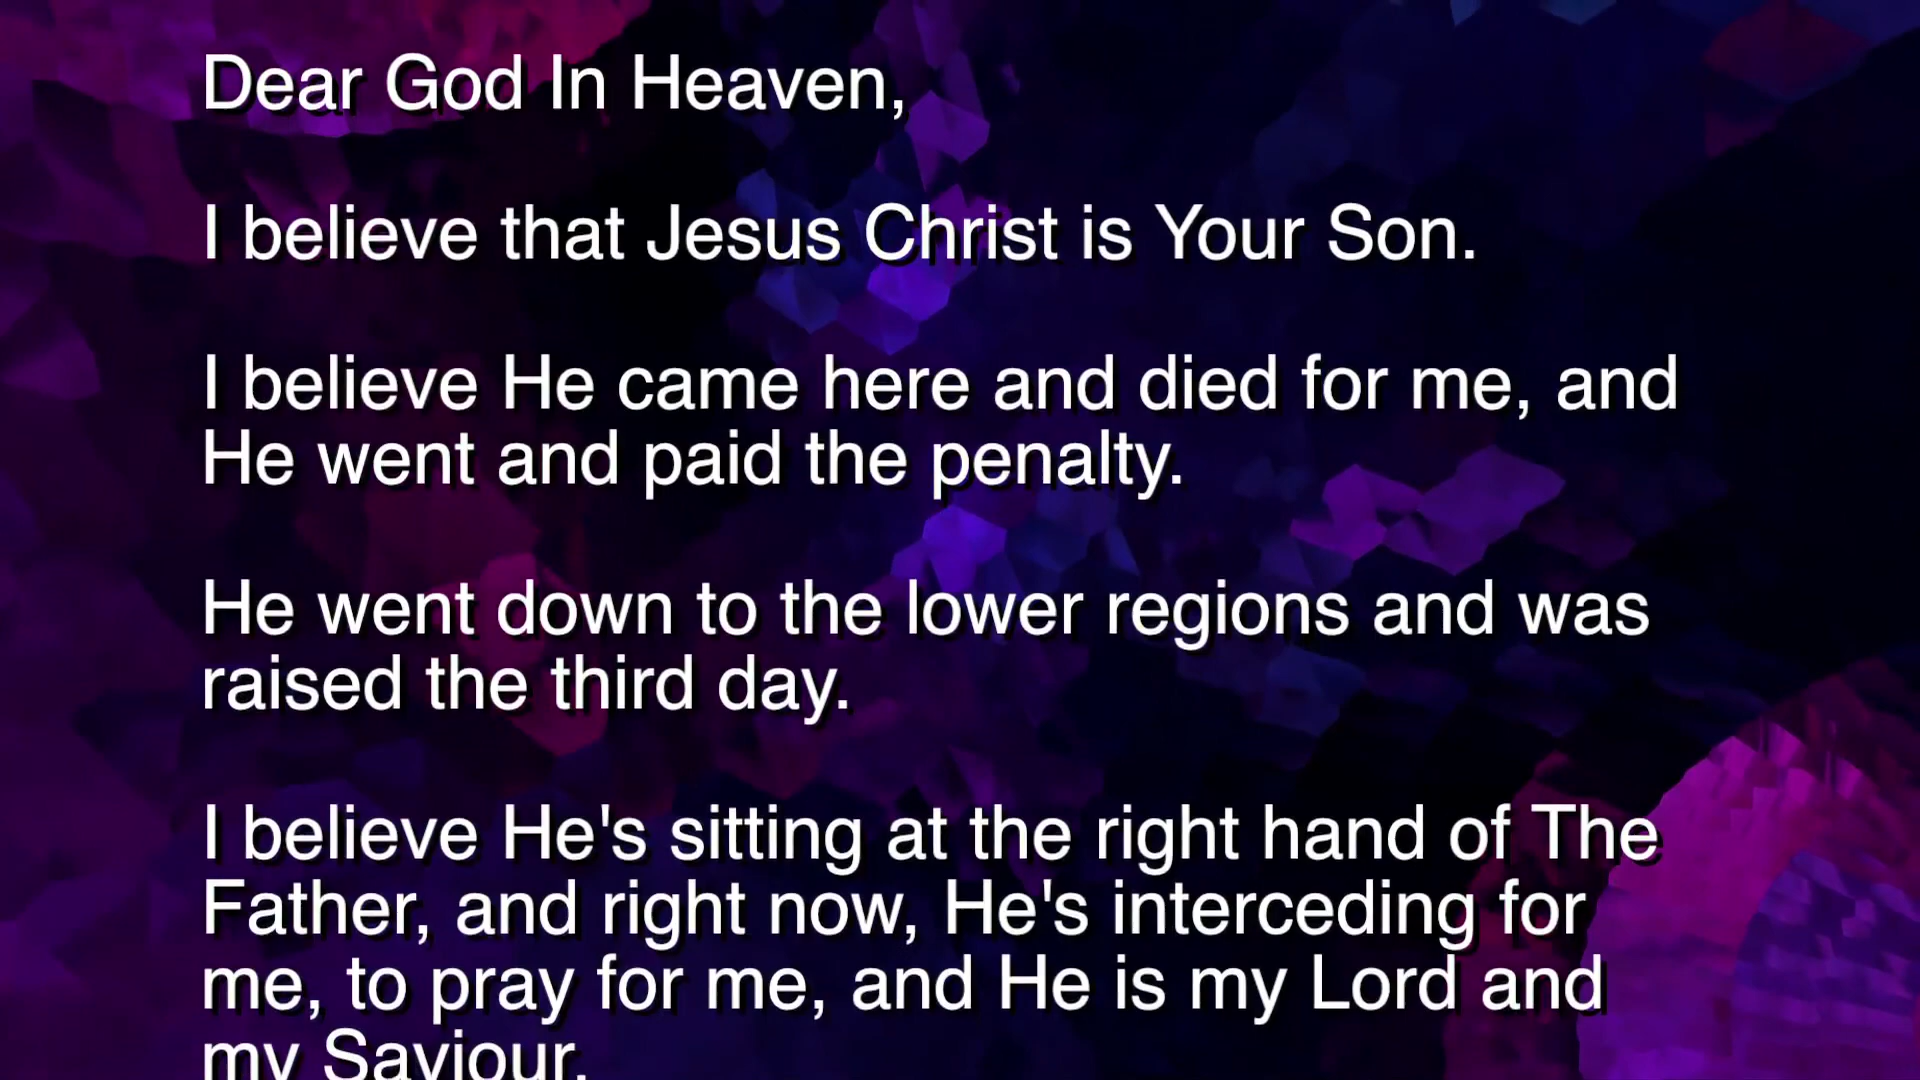 Dear God In Heaven,
I believe that Jesus Christ is Your Son.
I believe He came here and died for me, and
He went and paid the penalty.
He went down to the lower regions and was
raised the third day.
I believe He's sitting at the right hand of The
Father, and right now, He's interceding for
me, to pray for me, and He is my Lord and
my Saviour.